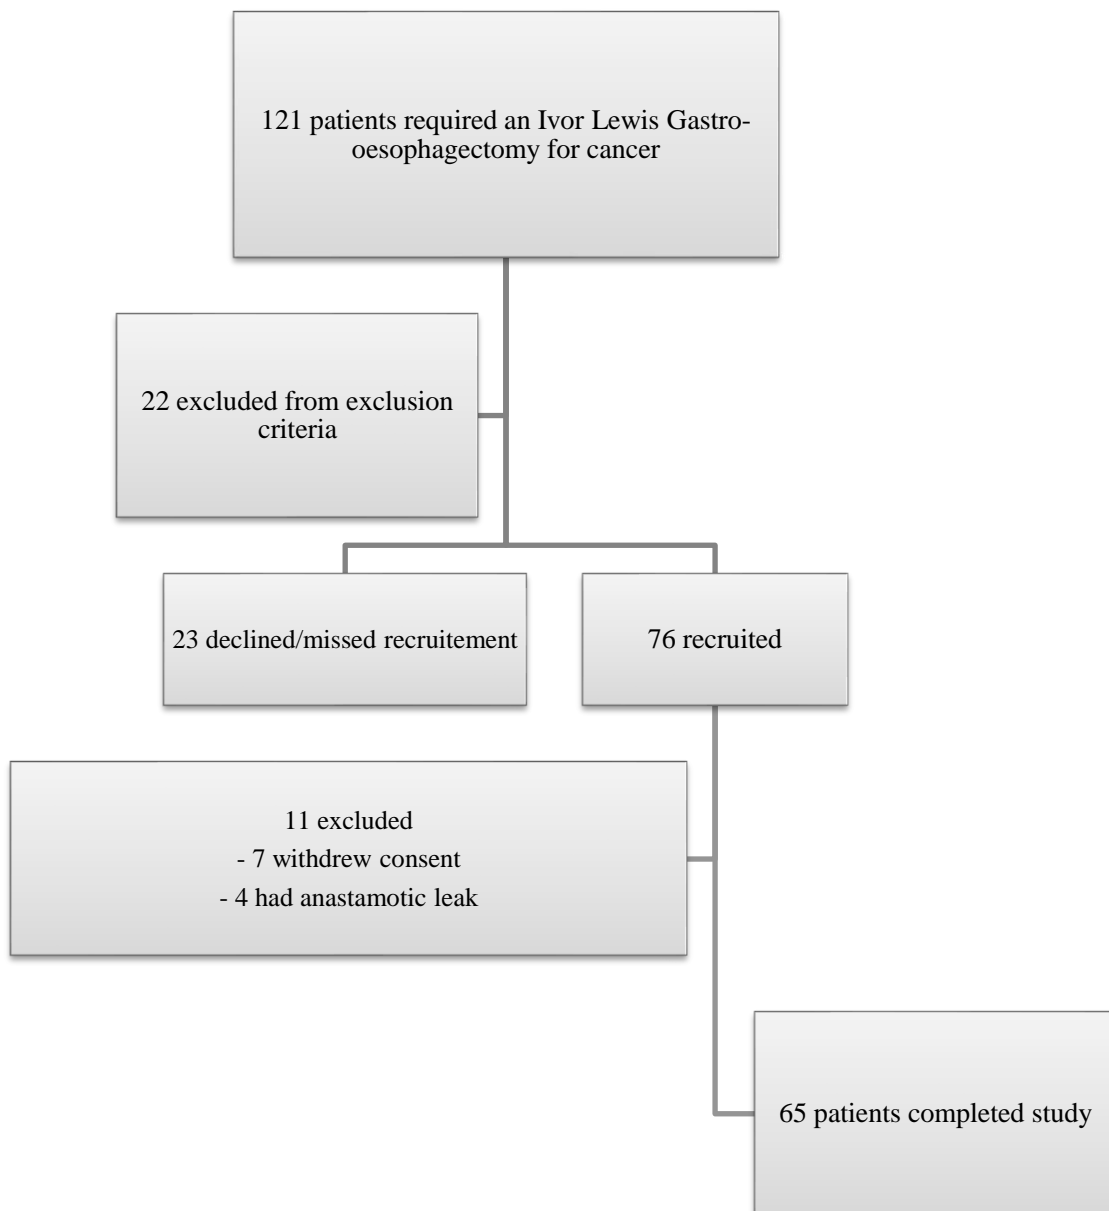 121 patients required an Ivor Lewis Gastro-
oesophagectomy for cancer
22 excluded from exclusion
criteria
23 declined/missed recruitement
76 recruited
11 excluded
- 7 withdrew consent
- 4 had anastamotic leak
65 patients completed study